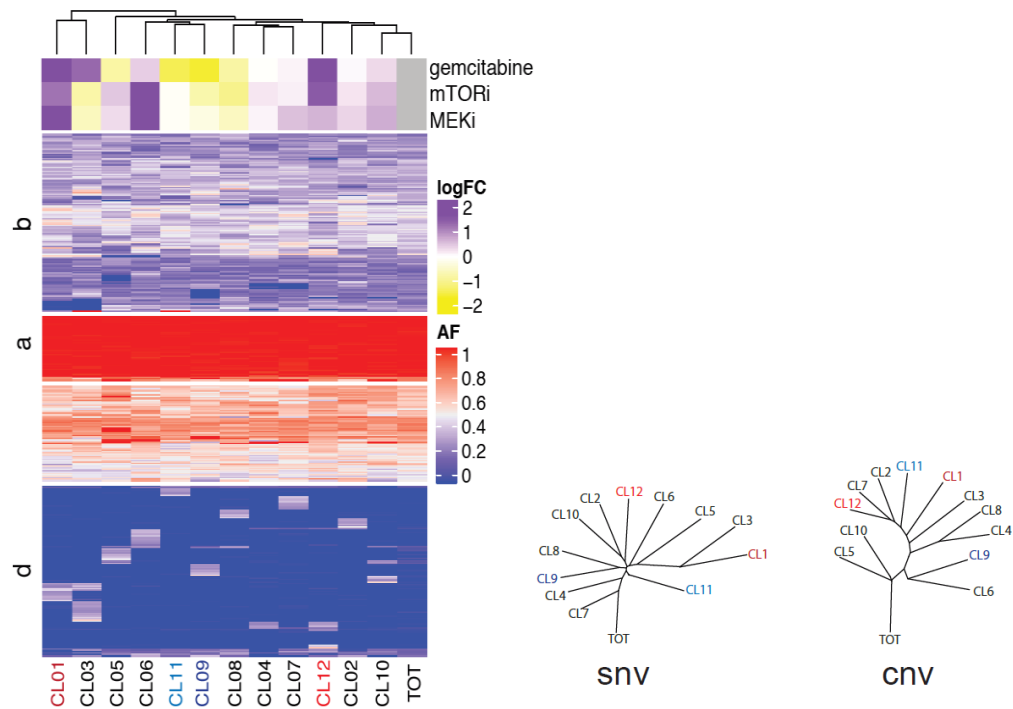 gemcitabine
mTORi
MEKi
b
a
d
logFC
2
1
0
−1
−2
AF
1
0.8
0.6
0.4
0.2
0
CL01
CL03
CL05
CL06
CL11
CL09
CL08
CL04
CL07
CL12
CL02
CL10
TOT
CL12
CL6
CL2
CL10
CL5
CL3
CL8
CL1
CL9
CL4
CL11
CL7
TOT
snv
CL11
CL2
CL7
CL1
CL12
CL3
CL8
CL10
CL4
CL5
CL9
CL6
TOT
cnv